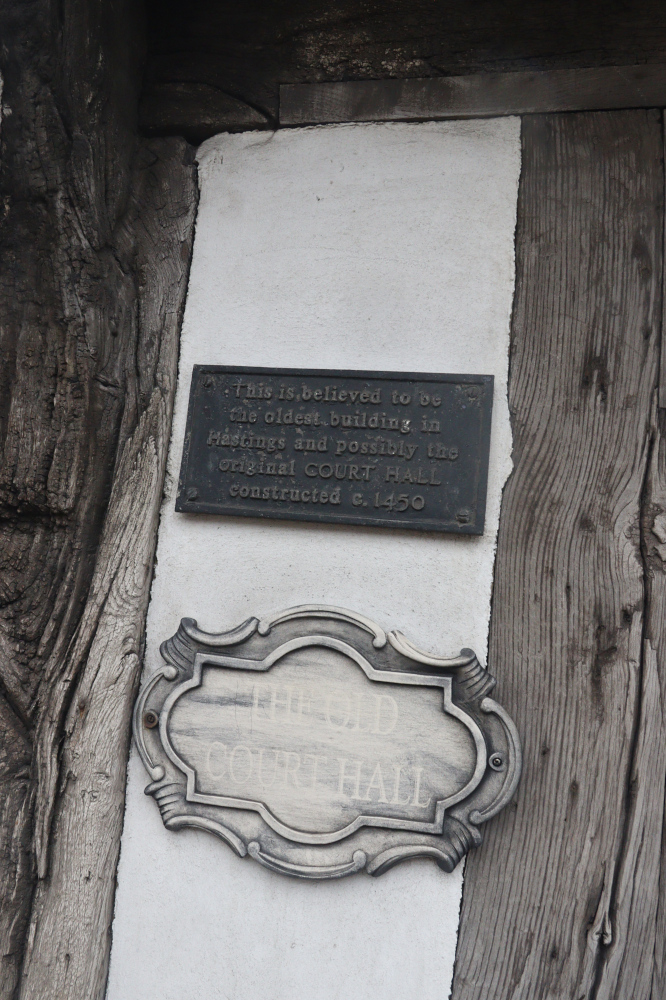 This is believed to be
the oldest building in
Hastings and possibly the
original COURT HALL
constructed c. 1450
THE OLD
COURT HALL